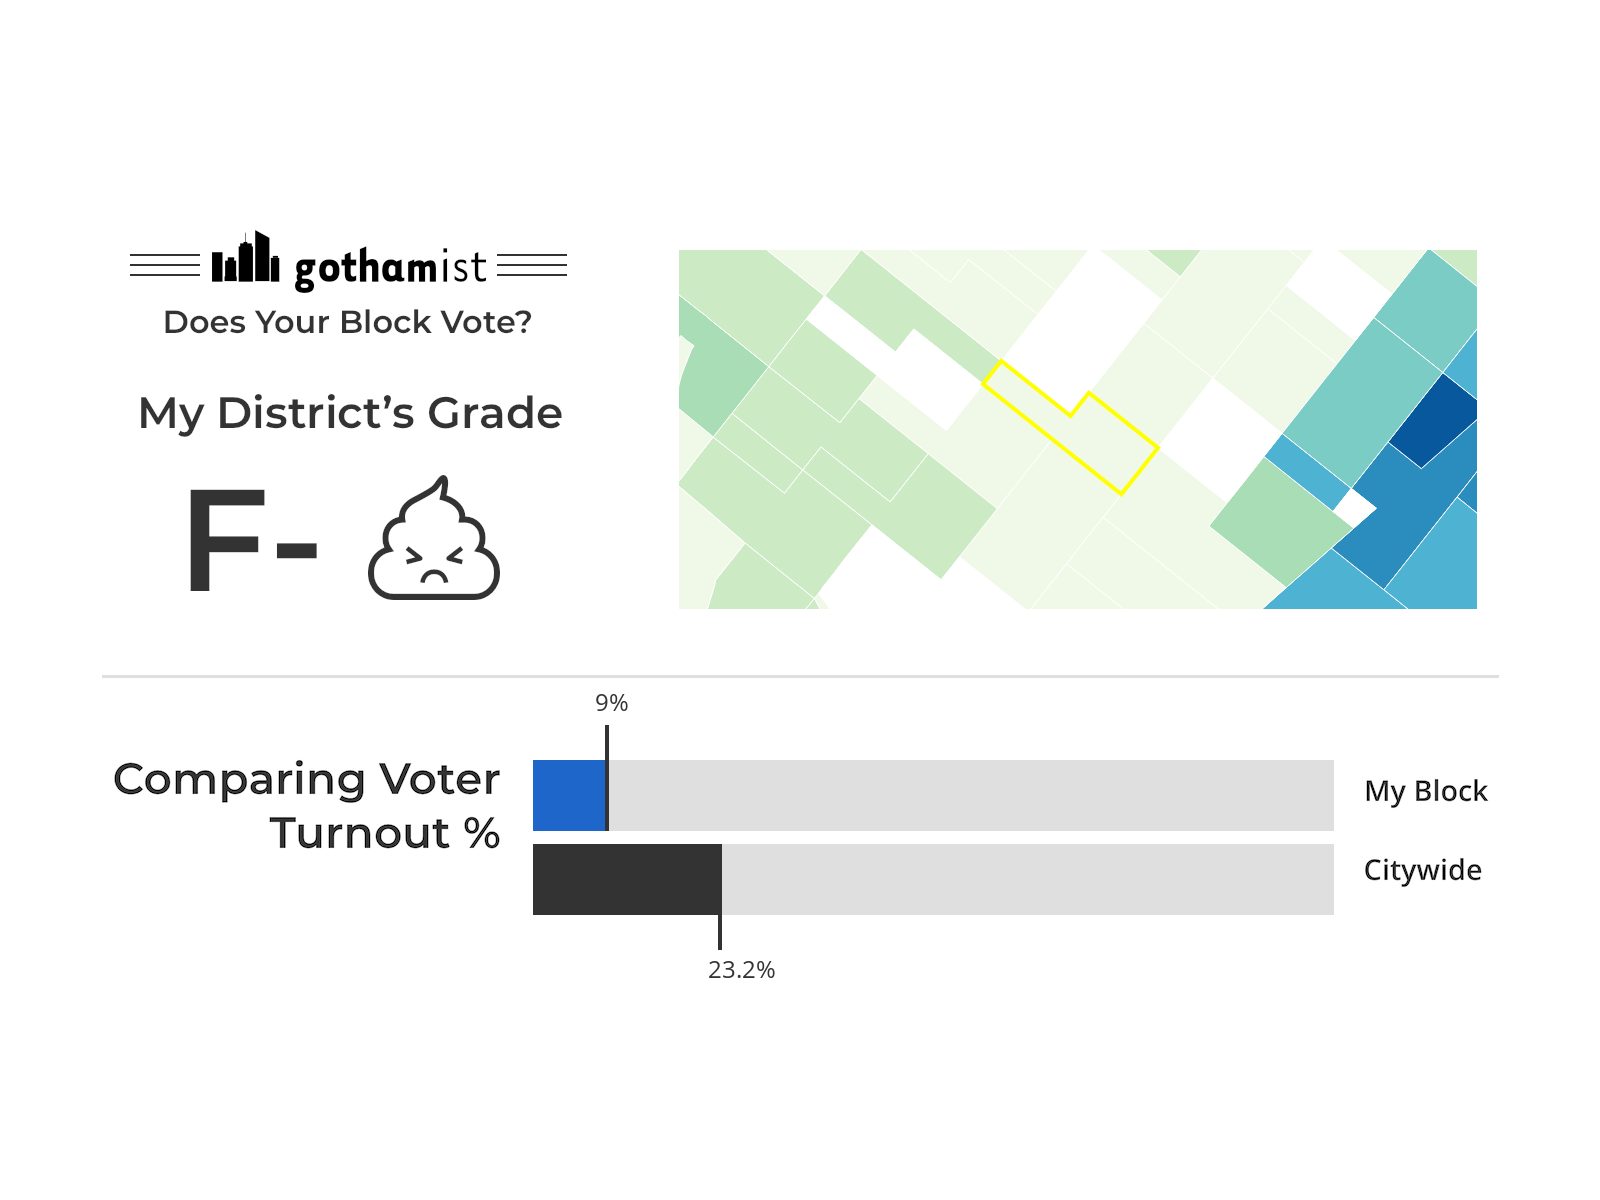 gothamist
Does Your Block Vote?
My District’s Grade
F-
9%
Comparing Voter
Turnout %
My Block
Citywide
23.2%